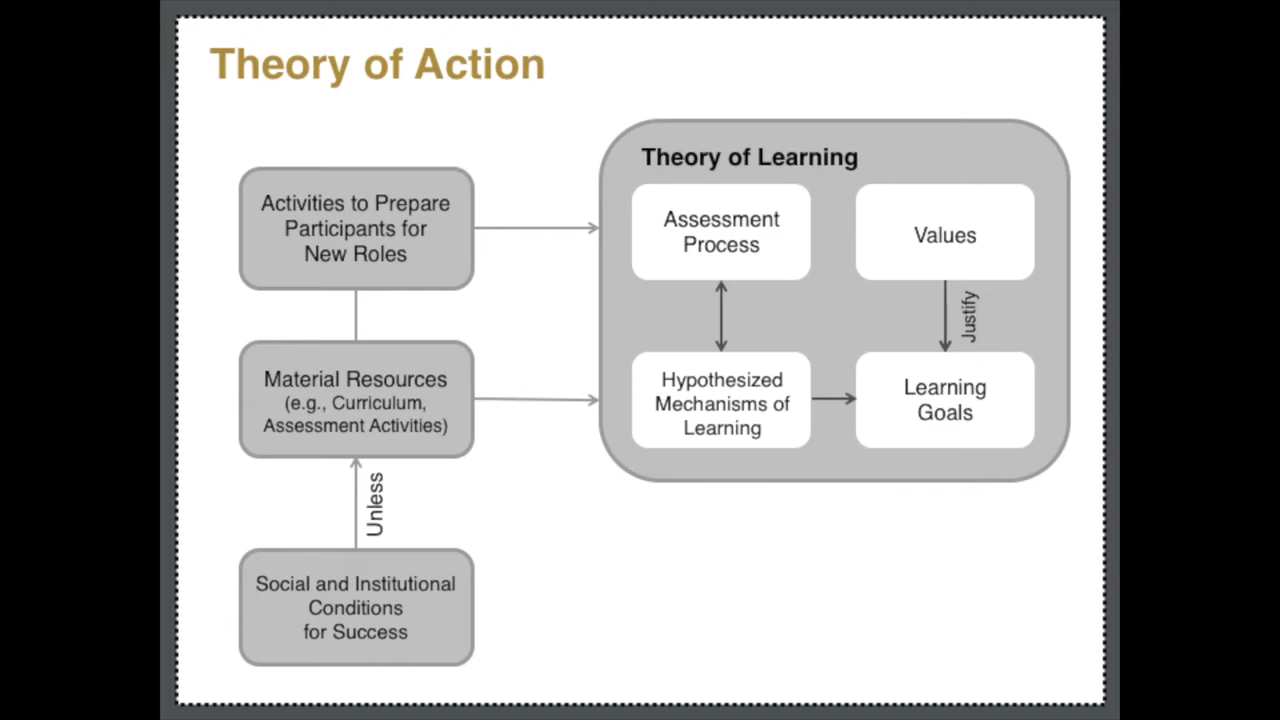 Theory of Action
Activities to Prepare
Participants for
New Roles
Material Resources
(e.g., Curriculum,
Assessment Activities)
Unless
Social and Institutional
Conditions
for Success
Theory of Learning
Assessment
Process
Values
Justify
Hypothesized
Mechanisms of
Learning
Learning
Goals